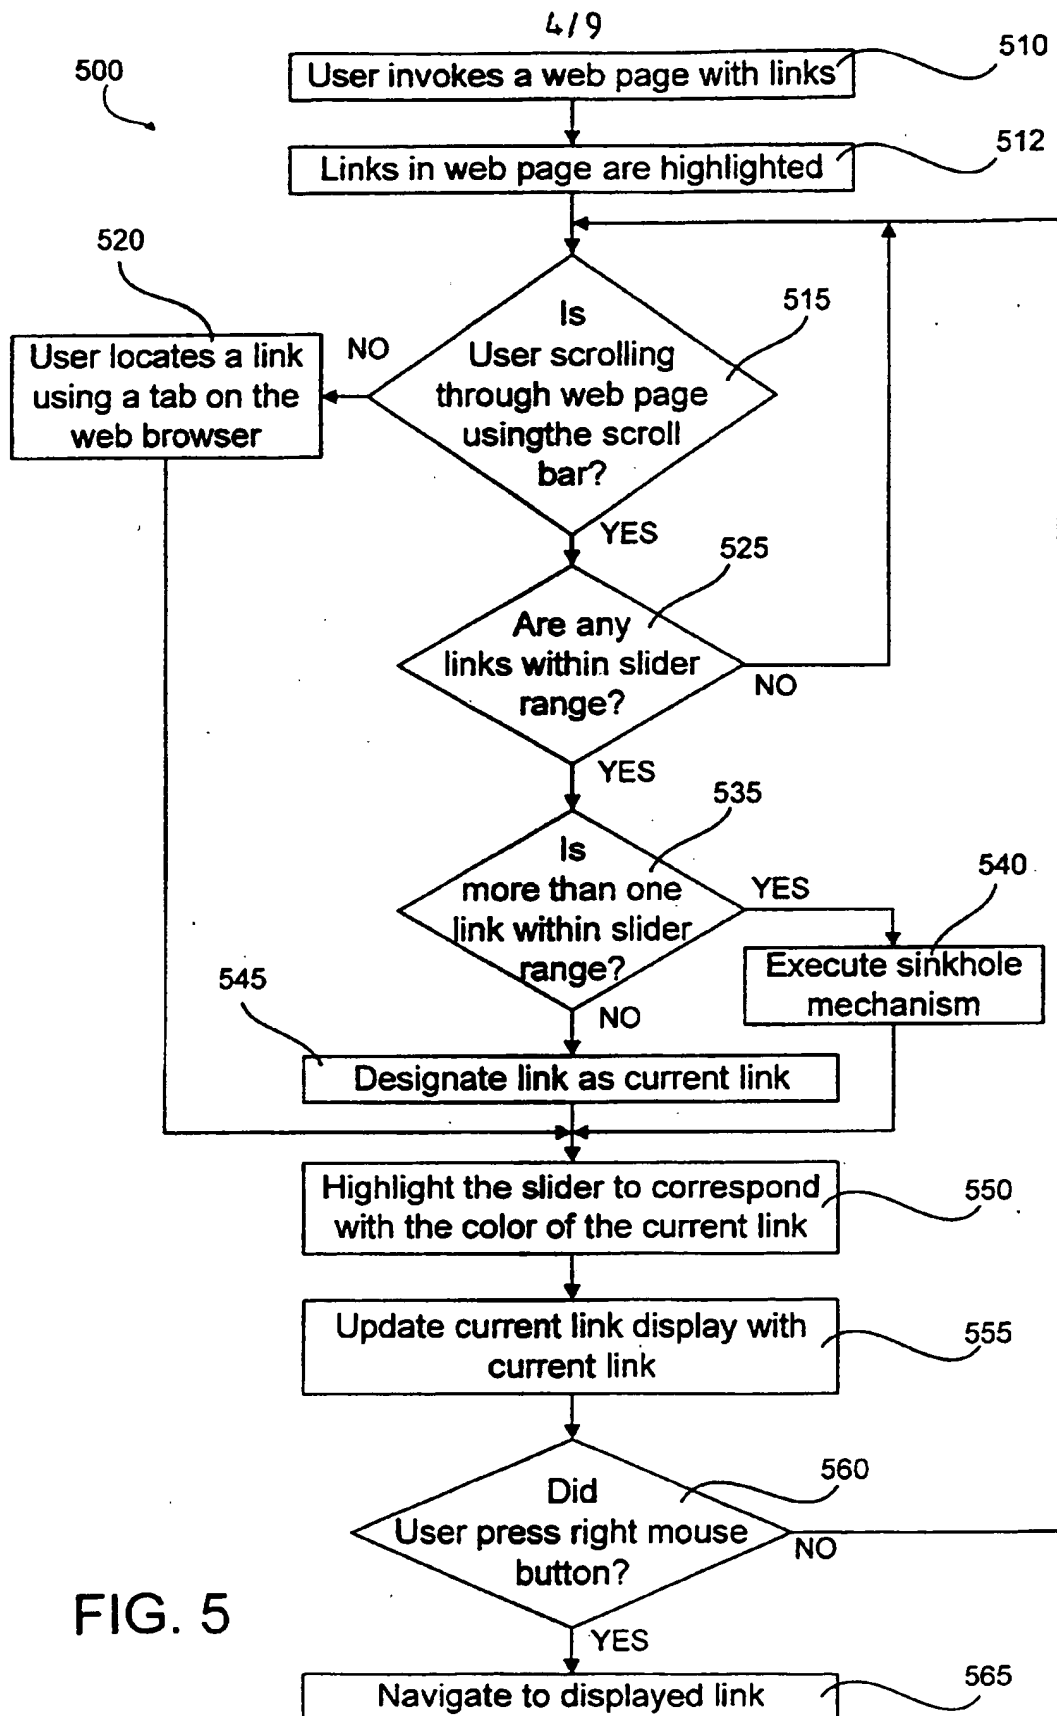 4/9
500
510
User invokes a web page with links
512
Links in web page are highlighted
520
User locates a link
using a tab on the
web browser
NO
515
Is
User scrolling
through web page
usingthe scroll
bar?
YES
525
Are any
links within slider
range?
NO
YES
535
Is
more than one
link within slider
range?
YES
540
Execute sinkhole
mechanism
NO
545
Designate link as current link
Highlight the slider to correspond
with the color of the current link
550
Update current link display with
current link
555
560
Did
User press right mouse
button?
NO
YES
FIG. 5
Navigate to displayed link
565